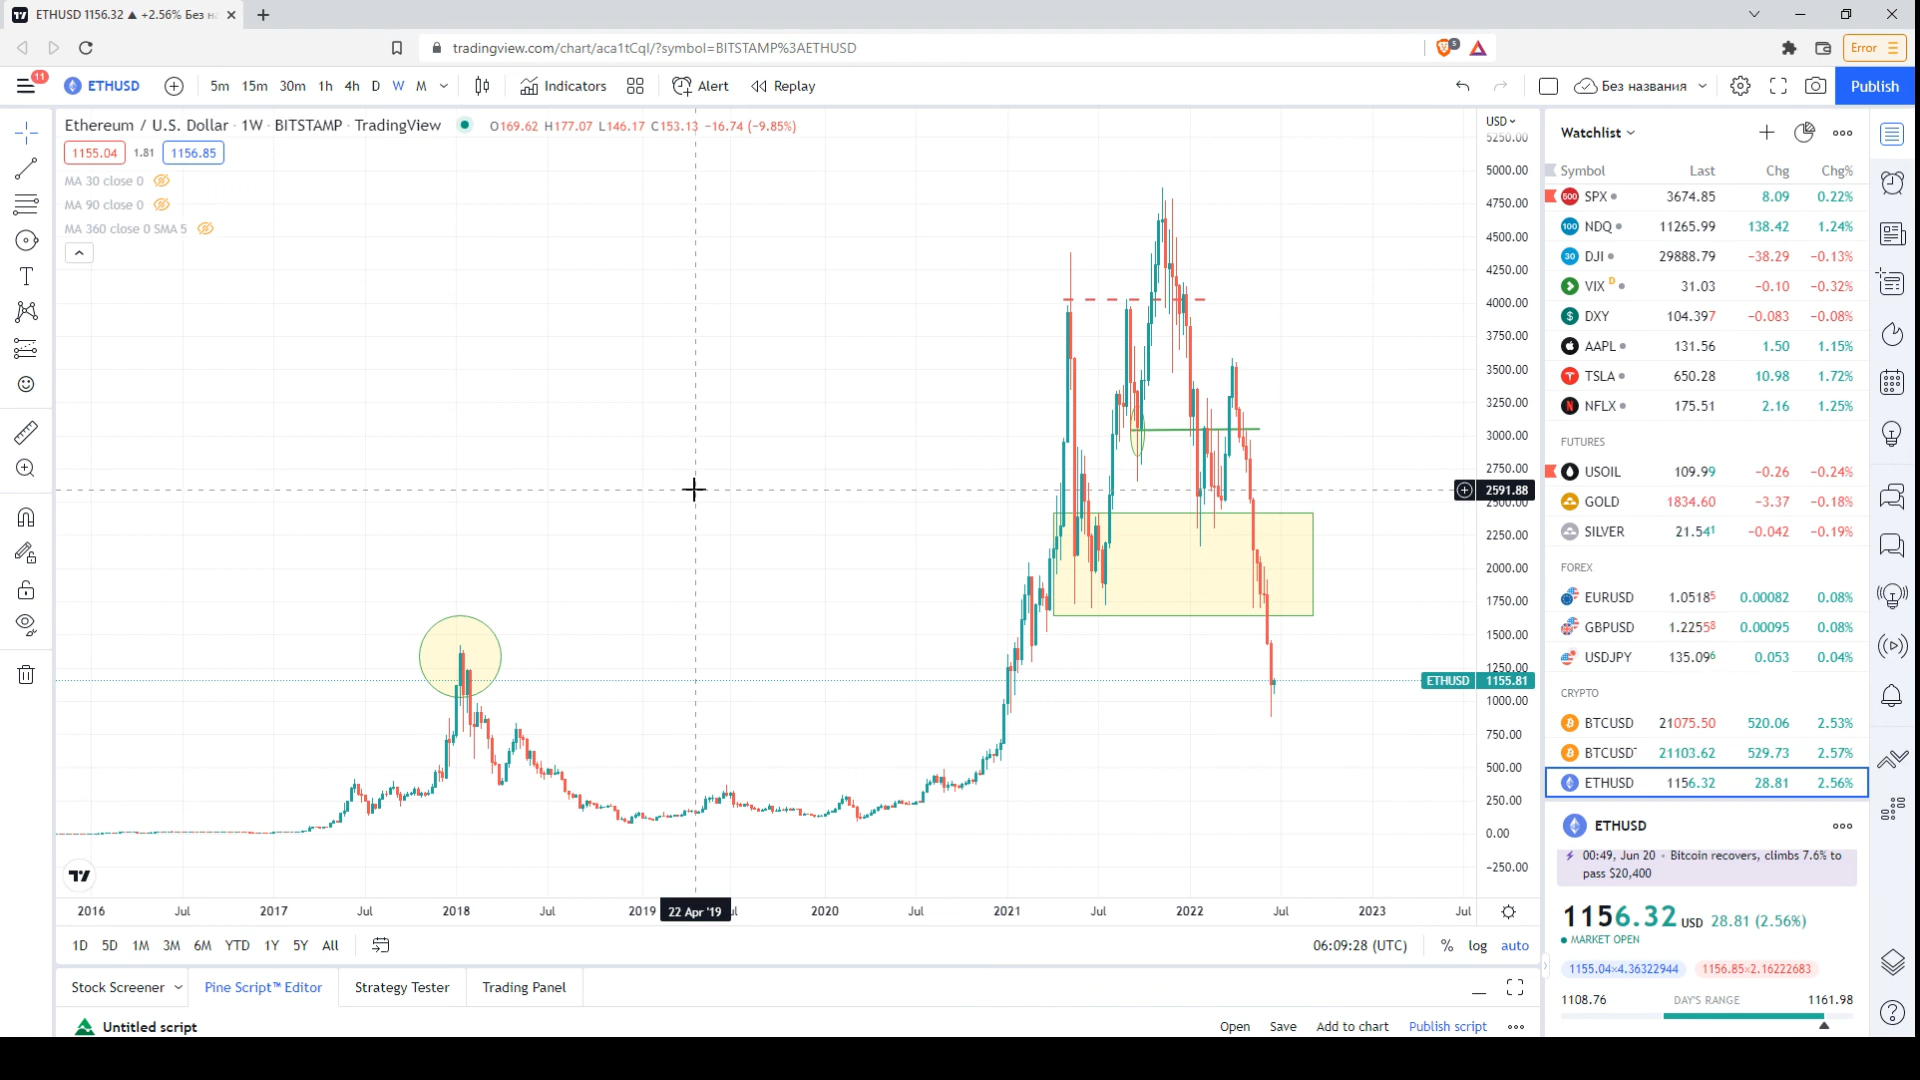 ETHUSD 1156.32 ▲ +2.56% Без на
tradingview.com/chart/aca1tCql/?symbol=BITSTAMP%3AETHUSD
5
Error
11
ETHUSD
5m 15m 30m 1h 4h D W M
Indicators
Alert
Replay
Без названия
Publish
Ethereum / U.S. Dollar · 1W · BITSTAMP · TradingView
O169.62 H177.07 L146.17 C153.13 −16.74 (−9.85%)
1155.04 1.81 1156.85
MA 30 close 0
MA 90 close 0
MA 360 close 0 SMA 5
USD
5250.00
5000.00
4750.00
4500.00
4250.00
4000.00
3750.00
3500.00
3250.00
3000.00
2750.00
2591.88
2500.00
2250.00
2000.00
1750.00
1500.00
1250.00
ETHUSD 1155.81
1000.00
750.00
500.00
250.00
0.00
−250.00
2016 Jul 2017 Jul 2018 Jul 2019 22 Apr '19 2020 Jul 2021 Jul 2022 Jul 2023 Jul
1D 5D 1M 3M 6M YTD 1Y 5Y All
06:09:28 (UTC) % log auto
Stock Screener
Pine Script™ Editor
Strategy Tester
Trading Panel
Untitled script
Open Save Add to chart Publish script
Watchlist
Symbol Last Chg Chg%
500 SPX 3674.85 8.09 0.22%
100 NDQ 11265.99 138.42 1.24%
30 DJI 29888.79 −38.29 −0.13%
VIX D 31.03 −0.10 −0.32%
DXY 104.397 −0.083 −0.08%
AAPL 131.56 1.50 1.15%
TSLA 650.28 10.98 1.72%
NFLX 175.51 2.16 1.25%
FUTURES
USOIL 109.99 −0.26 −0.24%
GOLD 1834.60 −3.37 −0.18%
SILVER 21.541 −0.042 −0.19%
FOREX
EURUSD 1.05185 0.00082 0.08%
GBPUSD 1.22558 0.00095 0.08%
USDJPY 135.096 0.053 0.04%
CRYPTO
BTCUSD 21075.50 520.06 2.53%
BTCUSD 21103.62 529.73 2.57%
ETHUSD 1156.32 28.81 2.56%
ETHUSD
00:49, Jun 20 · Bitcoin recovers, climbs 7.6% to
pass $20,400
1156.32 USD 28.81 (2.56%)
MARKET OPEN
1155.04×4.36322944 1156.85×2.16222683
1108.76 DAY'S RANGE 1161.98